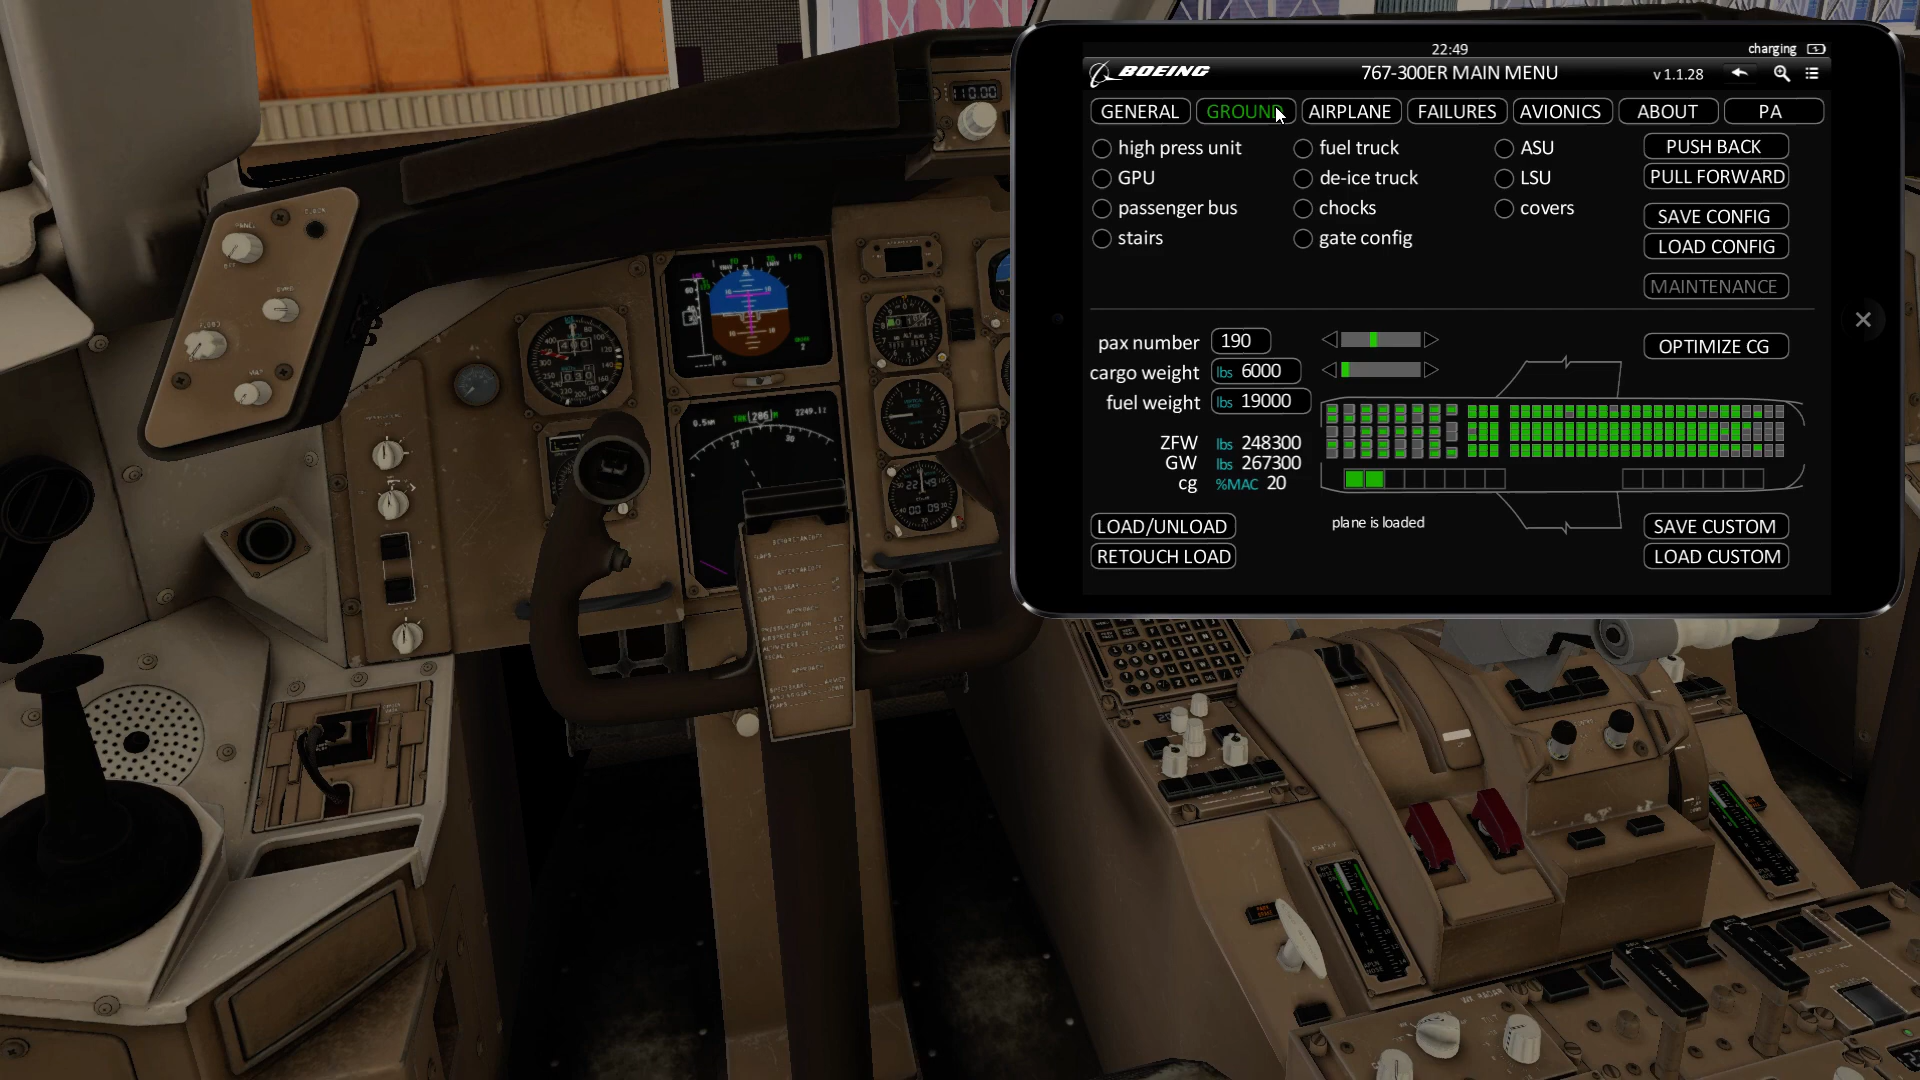 22:49
charging
BOEING
767-300ER MAIN MENU
v 1.1.28
GENERAL
GROUND
AIRPLANE
FAILURES
AVIONICS
ABOUT
PA
high press unit
fuel truck
ASU
PUSH BACK
GPU
de-ice truck
LSU
PULL FORWARD
passenger bus
chocks
covers
SAVE CONFIG
stairs
gate config
LOAD CONFIG
MAINTENANCE
pax number 190
OPTIMIZE CG
cargo weight lbs 6000
fuel weight lbs 19000
ZFW lbs 248300
GW lbs 267300
cg %MAC 20
LOAD/UNLOAD
plane is loaded
SAVE CUSTOM
RETOUCH LOAD
LOAD CUSTOM
110.00
CLOCK